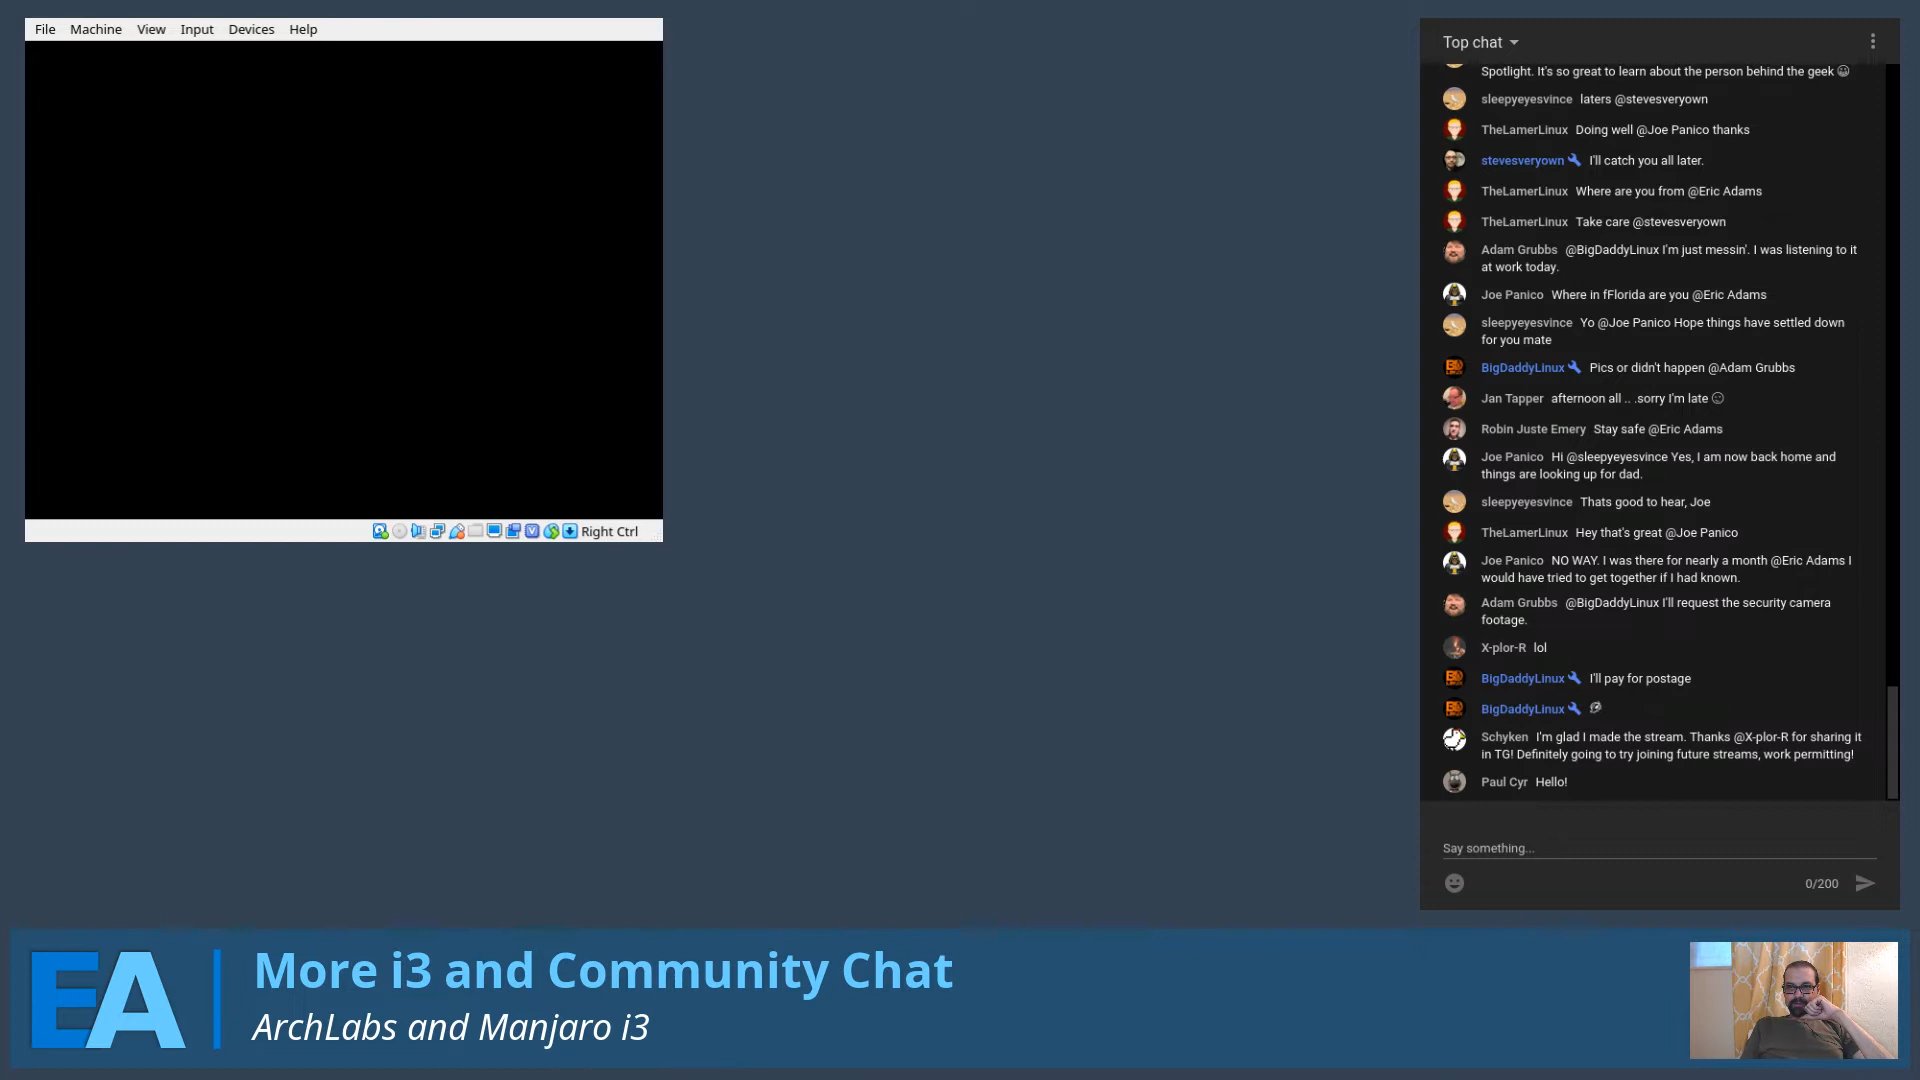 File Machine View Input Devices Help
Right Ctrl
Top chat
Spotlight. It's so great to learn about the person behind the geek
sleepyeyesvince laters @stevesveryown
TheLamerLinux Doing well @Joe Panico thanks
stevesveryown I'll catch you all later.
TheLamerLinux Where are you from @Eric Adams
TheLamerLinux Take care @stevesveryown
Adam Grubbs @BigDaddyLinux I'm just messin'. I was listening to it
at work today.
Joe Panico Where in fFlorida are you @Eric Adams
sleepyeyesvince Yo @Joe Panico Hope things have settled down
for you mate
BigDaddyLinux Pics or didn't happen @Adam Grubbs
Jan Tapper afternoon all .. .sorry I'm late
Robin Juste Emery Stay safe @Eric Adams
Joe Panico Hi @sleepyeyesvince Yes, I am now back home and
things are looking up for dad.
sleepyeyesvince Thats good to hear, Joe
TheLamerLinux Hey that's great @Joe Panico
Joe Panico NO WAY. I was there for nearly a month @Eric Adams I
would have tried to get together if I had known.
Adam Grubbs @BigDaddyLinux I'll request the security camera
footage.
X-plor-R lol
BigDaddyLinux I'll pay for postage
BigDaddyLinux
Schyken I'm glad I made the stream. Thanks @X-plor-R for sharing it
in TG! Definitely going to try joining future streams, work permitting!
Paul Cyr Hello!
Say something...
0/200
EA
More i3 and Community Chat
ArchLabs and Manjaro i3